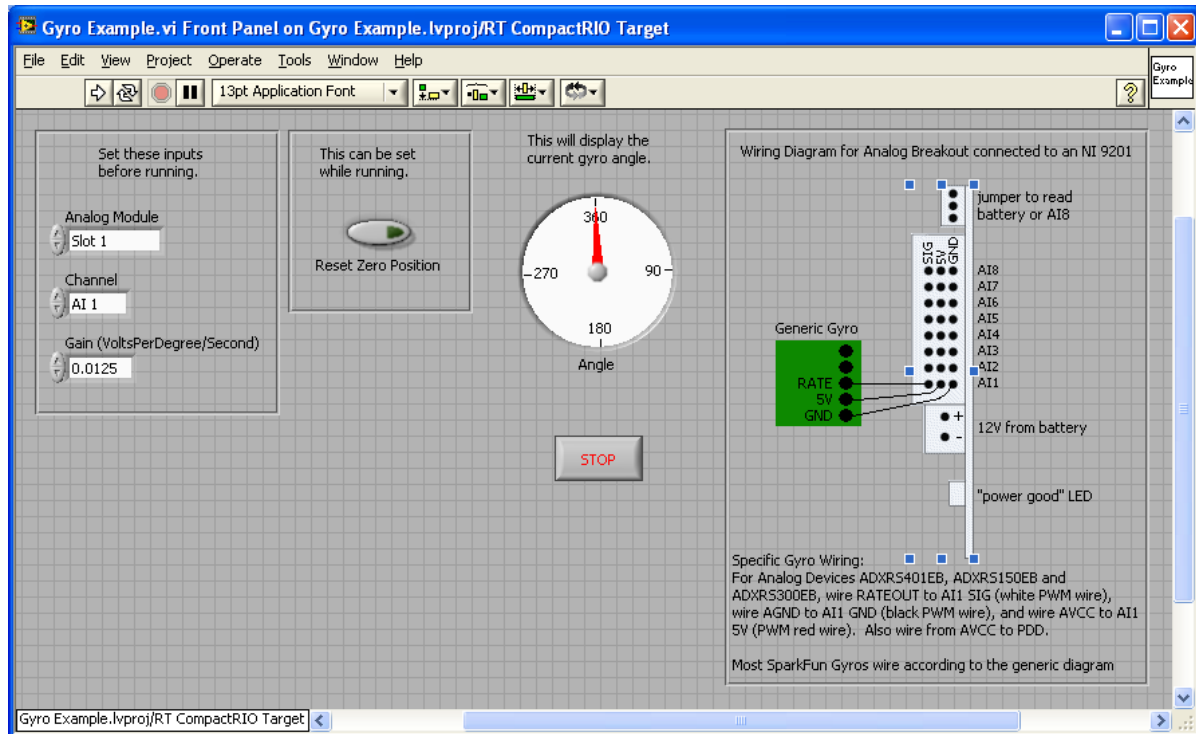 Gyro Example.vi Front Panel on Gyro Example.lvproj/RT CompactRIO Target
File Edit View Project Operate Tools Window Help
13pt Application Font
?
Gyro
Example
Set these inputs
before running.
Analog Module
Slot 1
Channel
AI 1
Gain (VoltsPerDegree/Second)
0.0125
This can be set
while running.
Reset Zero Position
This will display the
current gyro angle.
360
270
90
180
Angle
STOP
Wiring Diagram for Analog Breakout connected to an NI 9201
jumper to read
battery or AI8
SIG
5V
GND
AI8
AI7
AI6
AI5
AI4
AI3
AI2
AI1
Generic Gyro
RATE
5V
GND
+
-
12V from battery
"power good" LED
Specific Gyro Wiring:
For Analog Devices ADXRS401EB, ADXRS150EB and
ADXRS300EB, wire RATEOUT to AI1 SIG (white PWM wire),
wire AGND to AI1 GND (black PWM wire), and wire AVCC to AI1
5V (PWM red wire). Also wire from AVCC to PDD.
Most SparkFun Gyros wire according to the generic diagram
Gyro Example.lvproj/RT CompactRIO Target